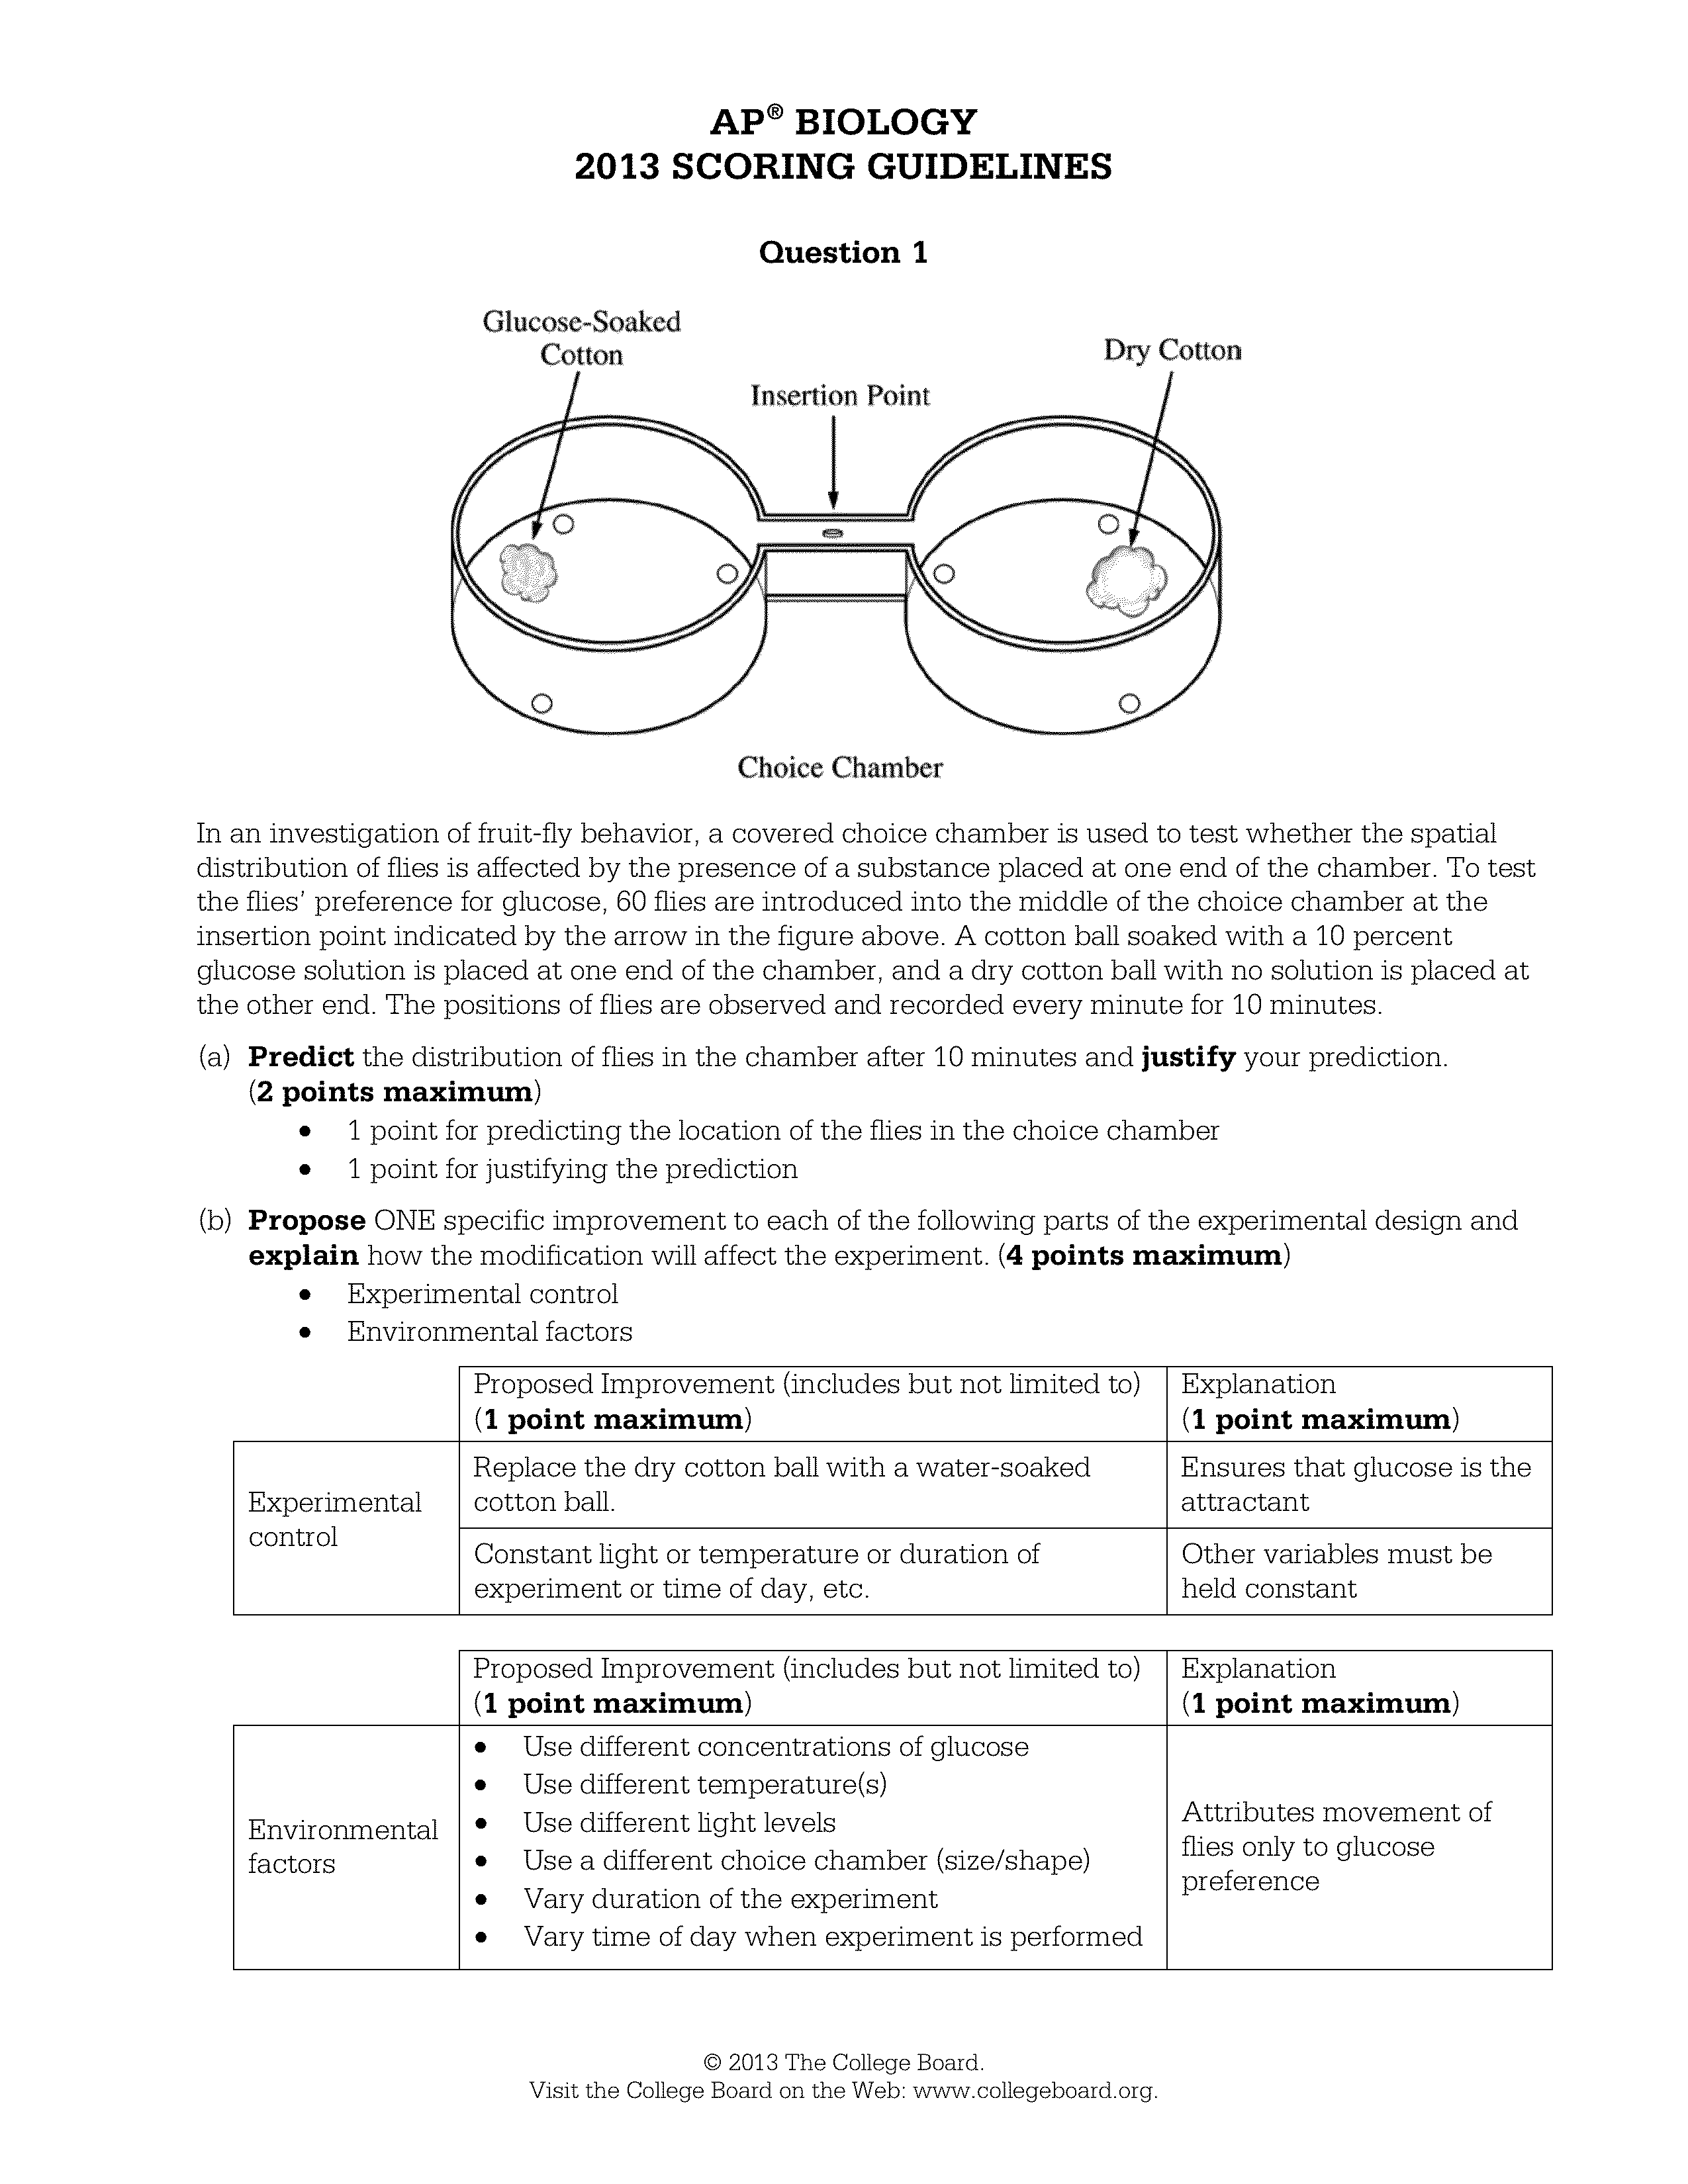 AP® BIOLOGY
2013 SCORING GUIDELINES
Question 1
Glucose-Soaked
Cotton
Dry Cotton
Insertion Point
Choice Chamber
In an investigation of fruit-fly behavior, a covered choice chamber is used to test whether the spatial
distribution of flies is affected by the presence of a substance placed at one end of the chamber. To test
the flies’ preference for glucose, 60 flies are introduced into the middle of the choice chamber at the
insertion point indicated by the arrow in the figure above. A cotton ball soaked with a 10 percent
glucose solution is placed at one end of the chamber, and a dry cotton ball with no solution is placed at
the other end. The positions of flies are observed and recorded every minute for 10 minutes.
(a) Predict the distribution of flies in the chamber after 10 minutes and justify your prediction.
(2 points maximum)
• 1 point for predicting the location of the flies in the choice chamber
• 1 point for justifying the prediction
(b) Propose ONE specific improvement to each of the following parts of the experimental design and
explain how the modification will affect the experiment. (4 points maximum)
• Experimental control
• Environmental factors
Proposed Improvement (includes but not limited to)
(1 point maximum)
Explanation
(1 point maximum)
Experimental
control
Replace the dry cotton ball with a water-soaked
cotton ball.
Ensures that glucose is the
attractant
Constant light or temperature or duration of
experiment or time of day, etc.
Other variables must be
held constant
Proposed Improvement (includes but not limited to)
(1 point maximum)
Explanation
(1 point maximum)
Environmental
factors
• Use different concentrations of glucose
• Use different temperature(s)
• Use different light levels
• Use a different choice chamber (size/shape)
• Vary duration of the experiment
• Vary time of day when experiment is performed
Attributes movement of
flies only to glucose
preference
© 2013 The College Board.
Visit the College Board on the Web: www.collegeboard.org.